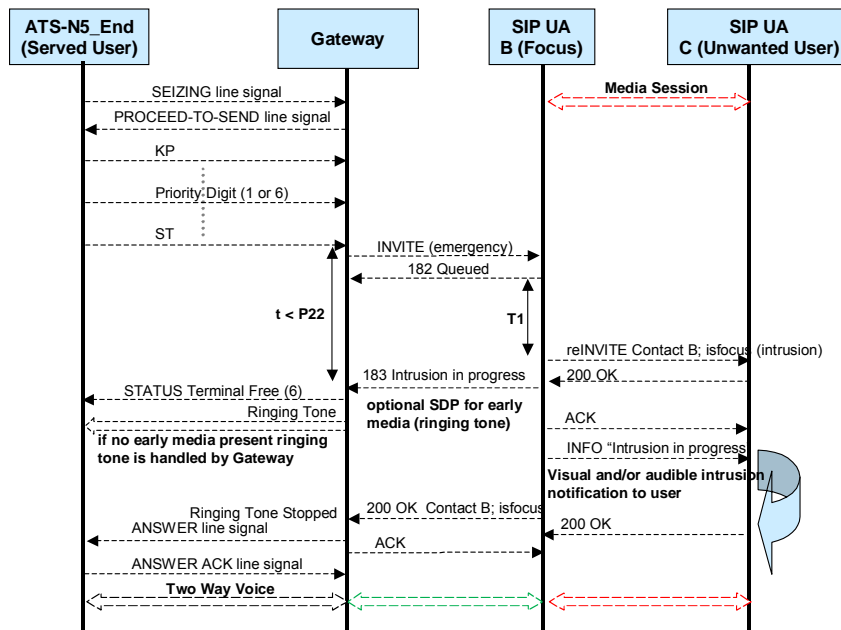 ATS-N5_End
(Served User)
Gateway
SIP UA
B (Focus)
SIP UA
C (Unwanted User)
SEIZING line signal
Media Session
PROCEED-TO-SEND line signal
KP
Priority Digit (1 or 6)
ST
INVITE (emergency)
182 Queued
t < P22
T1
reINVITE Contact B; isfocus (intrusion)
183 Intrusion in progress
200 OK
STATUS Terminal Free (6)
Ringing Tone
optional SDP for early
media (ringing tone)
ACK
if no early media present ringing
tone is handled by Gateway
INFO “Intrusion in progress
Visual and/or audible intrusion
notification to user
Ringing Tone Stopped
200 OK Contact B; isfocus
ANSWER line signal
200 OK
ACK
ANSWER ACK line signal
Two Way Voice